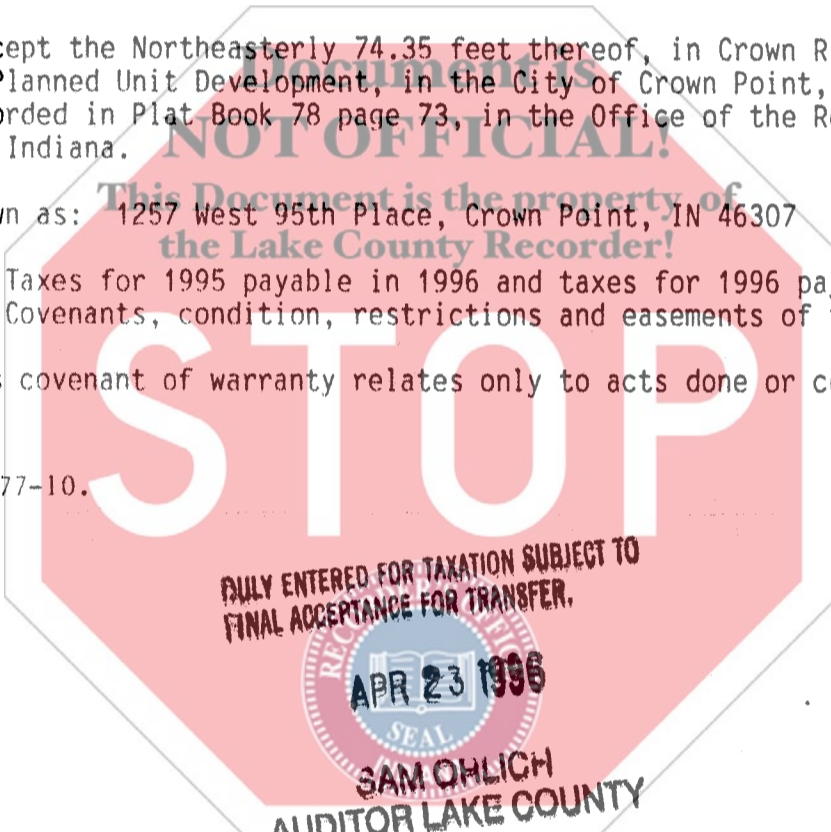 cept the Northeasterly 74.35 feet thereof, in Crown R
Planned Unit Development, in the City of Crown Point,
Document is
orded in Plat Book 78 page 73, in the Office of the Re
Indiana.
NOT OFFICIAL!
This Document is the property of
wn as: 1257 West 95th Place, Crown Point, IN 46307
the Lake County Recorder!
Taxes for 1995 payable in 1996 and taxes for 1996 pa
Covenants, condition, restrictions and easements of
STOP
s covenant of warranty relates only to acts done or c
77-10.
DULY ENTERED FOR TAXATION SUBJECT TO
FINAL ACCEPTANCE FOR TRANSFER.
RECORDER'S OFFIC
APR 23 1996
SEAL
SAM OHLICH
AUDITOR LAKE COUNTY